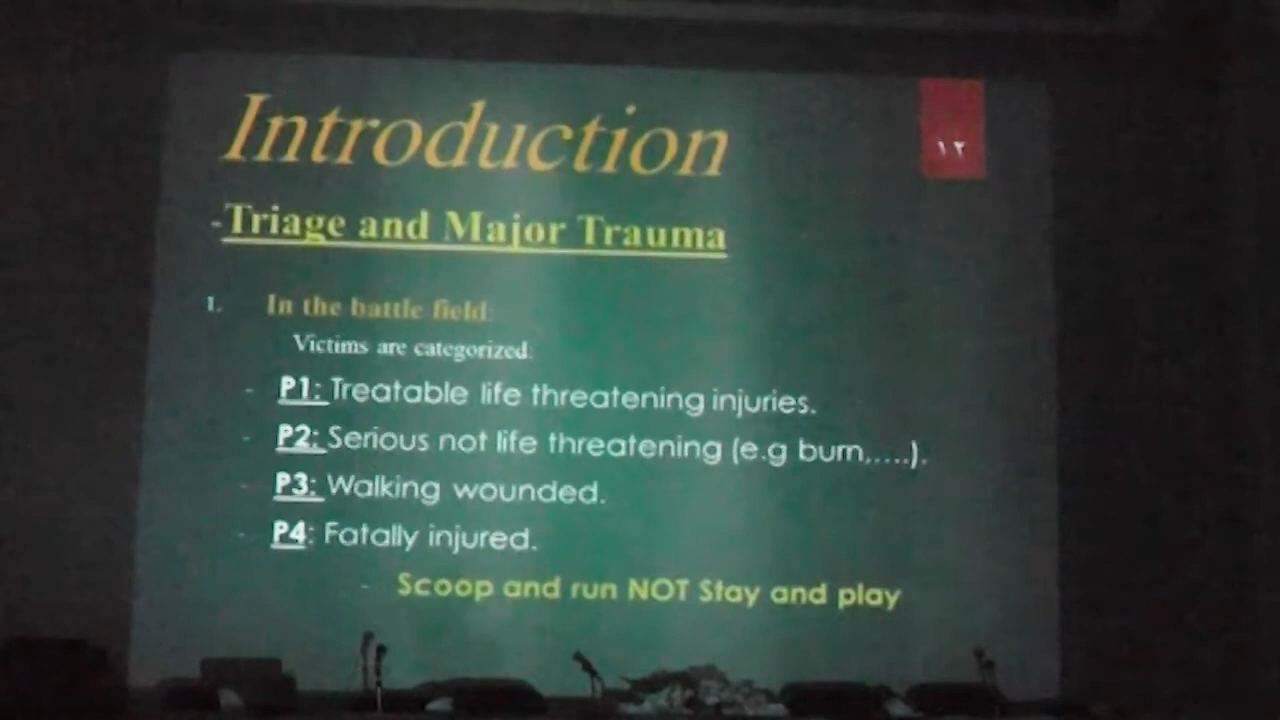 Introduction
١٢
-Triage and Major Trauma
1. In the battle field:
Victims are categorized:
- P1: Treatable life threatening injuries.
- P2: Serious not life threatening (e.g burn,....).
- P3: Walking wounded.
- P4: Fatally injured.
- Scoop and run NOT Stay and play